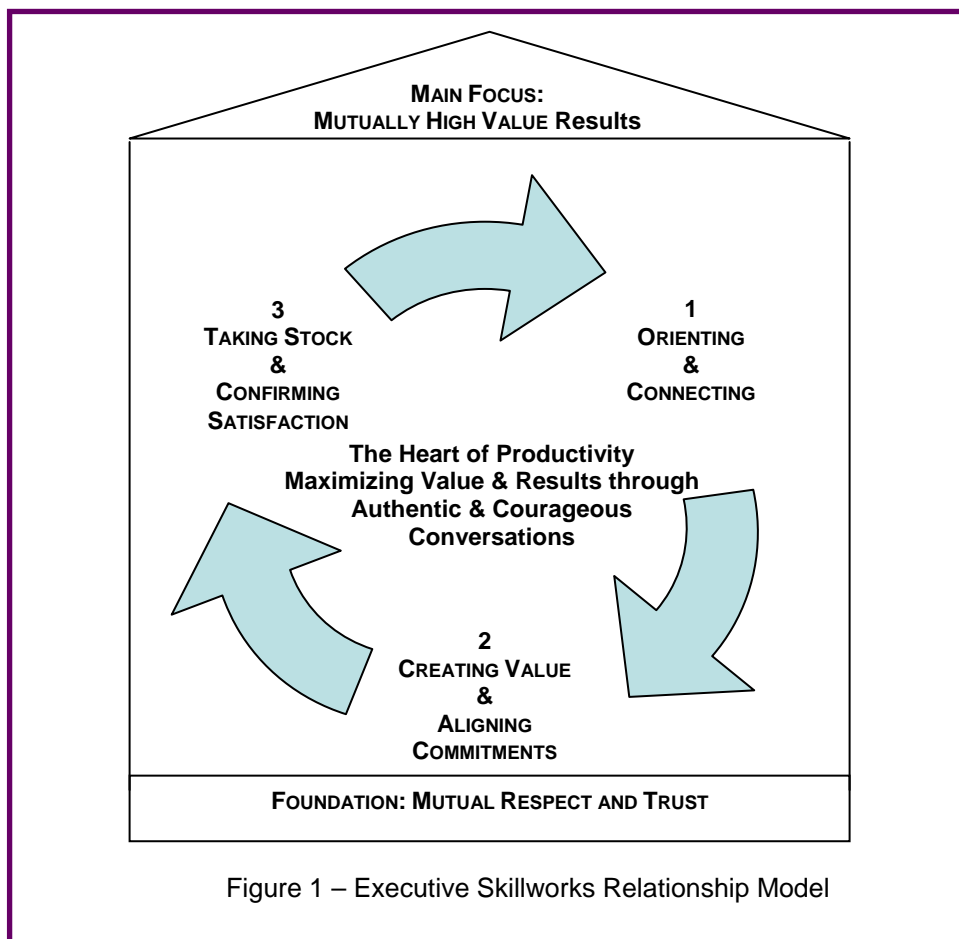 MAIN FOCUS:
MUTUALLY HIGH VALUE Results
3
TAKING STOCK
&
CONFIRMING
SATISFACTION
1
ORIENTING
&
CONNECTING
The Heart of Productivity
Maximizing Value & Results through
Authentic & Courageous
Conversations
2
CREATING VALUE
&
ALIGNING
COMMITMENTS
FOUNDATION: MUTUAL RESPECT AND TRUST
Figure 1 – Executive Skillworks Relationship Model